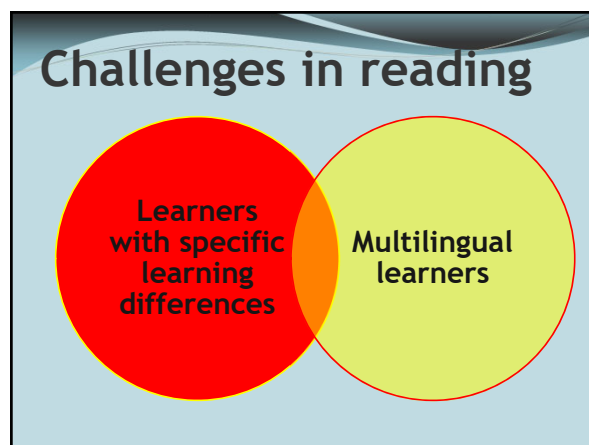 Challenges in reading
Learners
with specific
learning
differences
Multilingual
learners